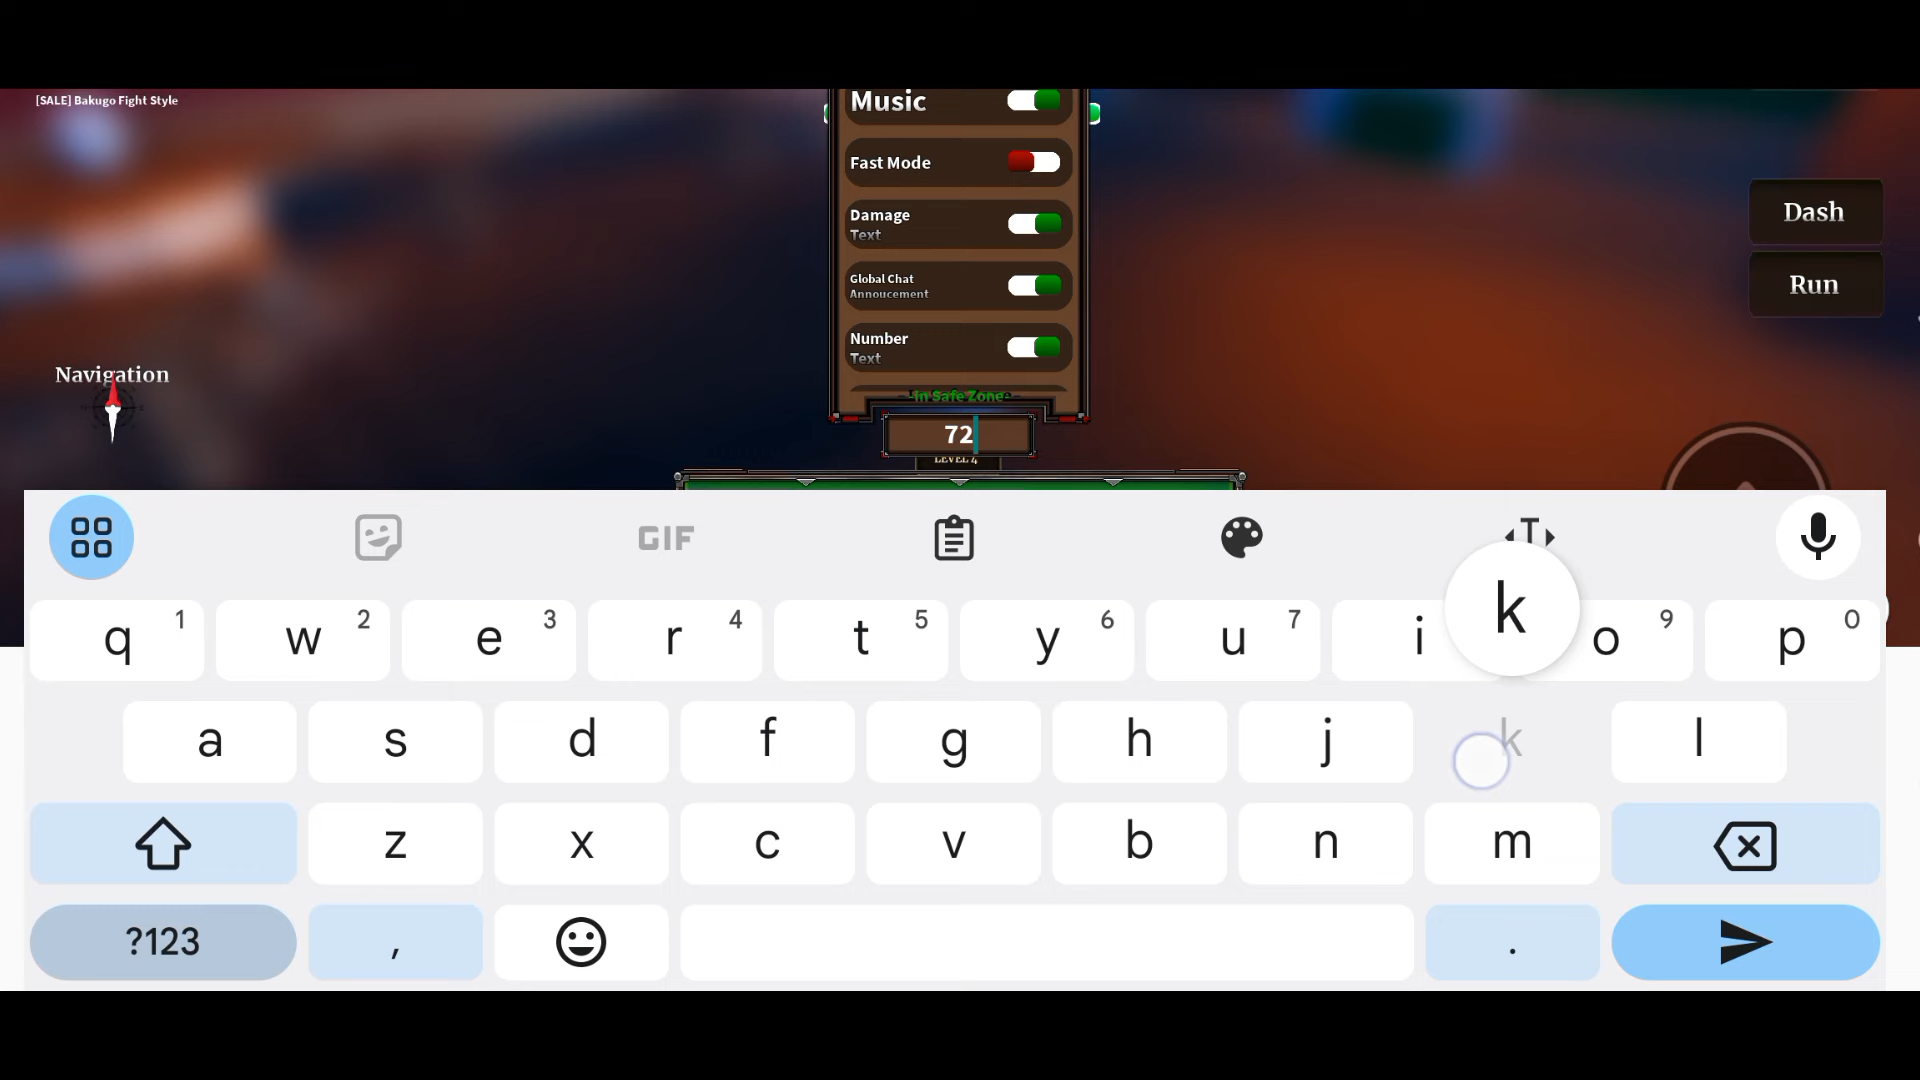 [SALE] Bakugo Fight Style
Music
Fast Mode
Damage
Text
Global Chat
Annoucement
Number
Text
In Safe Zone
72
LEVEL 4
Navigation
Dash
Run
GIF
T
k
q 1 w 2 e 3 r 4 t 5 y 6 u 7 i o 9 p 0
a s d f g h j k l
z x c v b n m
?123 , .